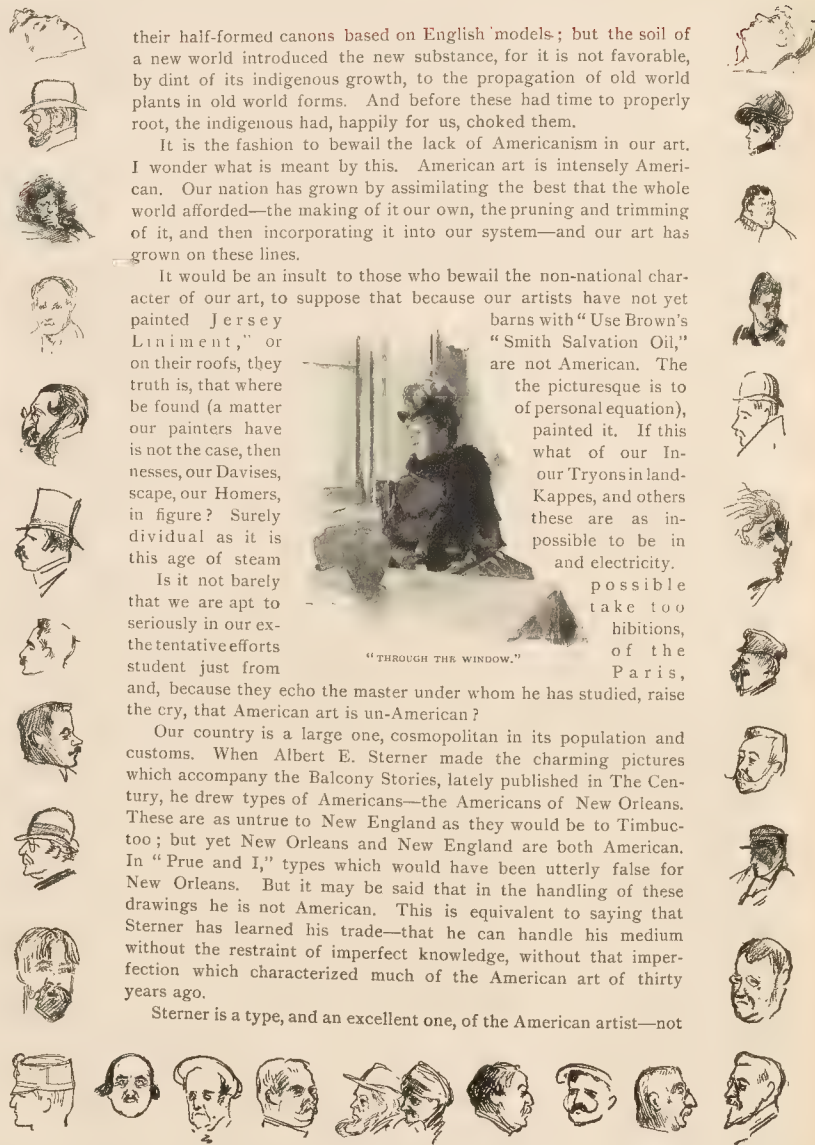 their half-formed canons based on English models; but the soil of
a new world introduced the new substance, for it is not favorable,
by dint of its indigenous growth, to the propagation of old world
plants in old world forms. And before these had time to properly
root, the indigenous had, happily for us, choked them.
It is the fashion to bewail the lack of Americanism in our art.
I wonder what is meant by this. American art is intensely Ameri-
can. Our nation has grown by assimilating the best that the whole
world afforded—the making of it our own, the pruning and trimming
of it, and then incorporating it into our system—and our art has
grown on these lines.
It would be an insult to those who bewail the non-national char-
acter of our art, to suppose that because our artists have not yet
painted Jersey barns with "Use Brown's
Liniment," or "Smith Salvation Oil,"
on their roofs, they are not American. The
truth is, that where the picturesque is to
be found (a matter of personal equation),
our painters have painted it. If this
is not the case, then what of our In-
nesses, our Davises, our Tryons in land-
scape, our Homers, Kappes, and others
in figure? Surely these are as in-
dividual as it is possible to be in
this age of steam and electricity.
Is it not barely possible
that we are apt to take too
seriously in our ex- hibitions,
the tentative efforts of the
student just from Paris,
"THROUGH THE WINDOW."
and, because they echo the master under whom he has studied, raise
the cry, that American art is un-American?
Our country is a large one, cosmopolitan in its population and
customs. When Albert E. Sterner made the charming pictures
which accompany the Balcony Stories, lately published in The Cen-
tury, he drew types of Americans—the Americans of New Orleans.
These are as untrue to New England as they would be to Timbuc-
too; but yet New Orleans and New England are both American.
In "Prue and I," types which would have been utterly false for
New Orleans. But it may be said that in the handling of these
drawings he is not American. This is equivalent to saying that
Sterner has learned his trade—that he can handle his medium
without the restraint of imperfect knowledge, without that imper-
fection which characterized much of the American art of thirty
years ago.
Sterner is a type, and an excellent one, of the American artist—not